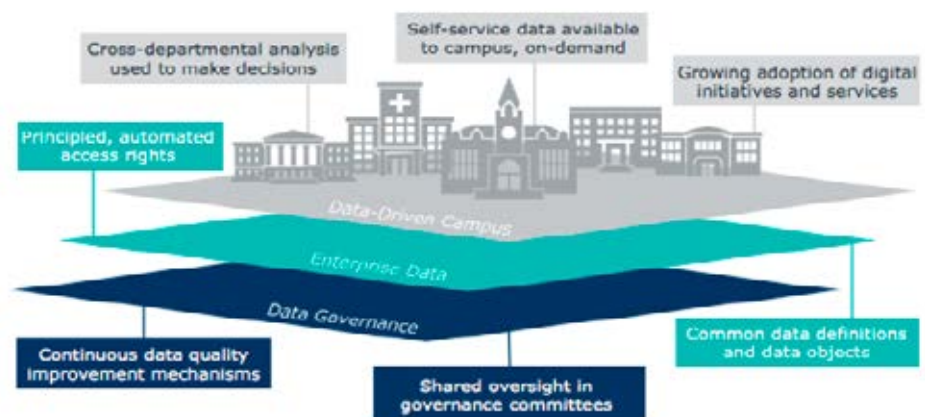 Self-service data available
to campus, on-demand
Cross-departmental analysis
used to make decisions
Growing adoption of digital
initiatives and services
Principled, automated
access rights
Data-Driven Campus
Enterprise Data
Data Governance
Common data definitions
and data objects
Continuous data quality
improvement mechanisms
Shared oversight in
governance committees